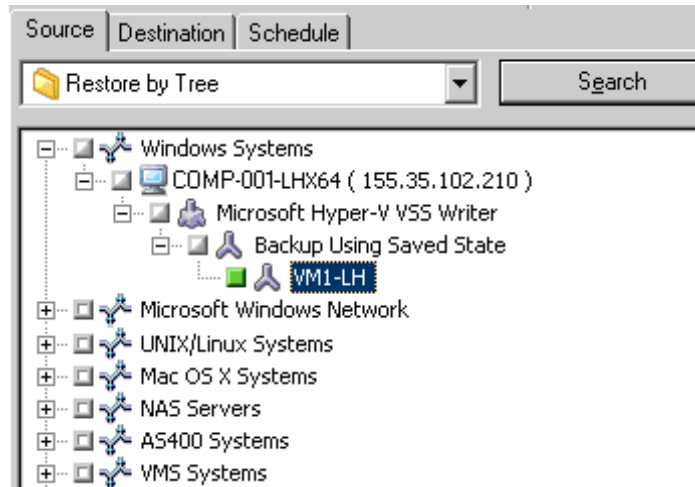 Source Destination Schedule
Restore by Tree Search
Windows Systems
COMP-001-LHX64 ( 155.35.102.210 )
Microsoft Hyper-V VSS Writer
Backup Using Saved State
VM1-LH
Microsoft Windows Network
UNIX/Linux Systems
Mac OS X Systems
NAS Servers
AS400 Systems
VMS Systems